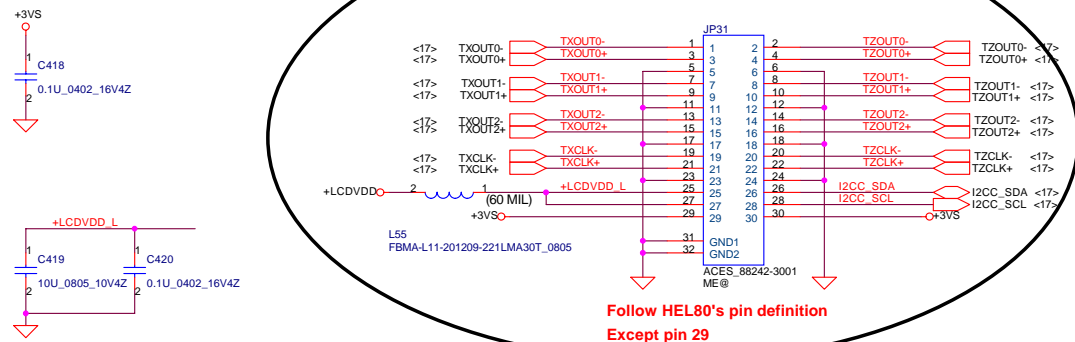 +3VS
1
C418
0.1U_0402_16V4Z
2
+LCDVDD_L
1
C419
10U_0805_10V4Z
2
1
C420
0.1U_0402_16V4Z
2
JP31
<17> TXOUT0- TXOUT0- 1 1 2 2 TZOUT0- TZOUT0- <17>
<17> TXOUT0+ TXOUT0+ 3 3 4 4 TZOUT0+ TZOUT0+ <17>
5 5 6 6
<17> TXOUT1- TXOUT1- 7 7 8 8 TZOUT1- TZOUT1- <17>
<17> TXOUT1+ TXOUT1+ 9 9 10 10 TZOUT1+ TZOUT1+ <17>
11 11 12 12
<17> TXOUT2- TXOUT2- 13 13 14 14 TZOUT2- TZOUT2- <17>
<17> TXOUT2+ TXOUT2+ 15 15 16 16 TZOUT2+ TZOUT2+ <17>
17 17 18 18
<17> TXCLK- TXCLK- 19 19 20 20 TZCLK- TZCLK- <17>
<17> TXCLK+ TXCLK+ 21 21 22 22 TZCLK+ TZCLK+ <17>
23 23 24 24
+LCDVDD 2 1 +LCDVDD_L 25 25 26 26 I2CC_SDA I2CC_SDA <17>
(60 MIL) 27 27 28 28 I2CC_SCL I2CC_SCL <17>
+3VS 29 29 30 30 +3VS
L55
FBMA-L11-201209-221LMA30T_0805
31 GND1
32 GND2
ACES_88242-3001
ME@
Follow HEL80's pin definition
Except pin 29